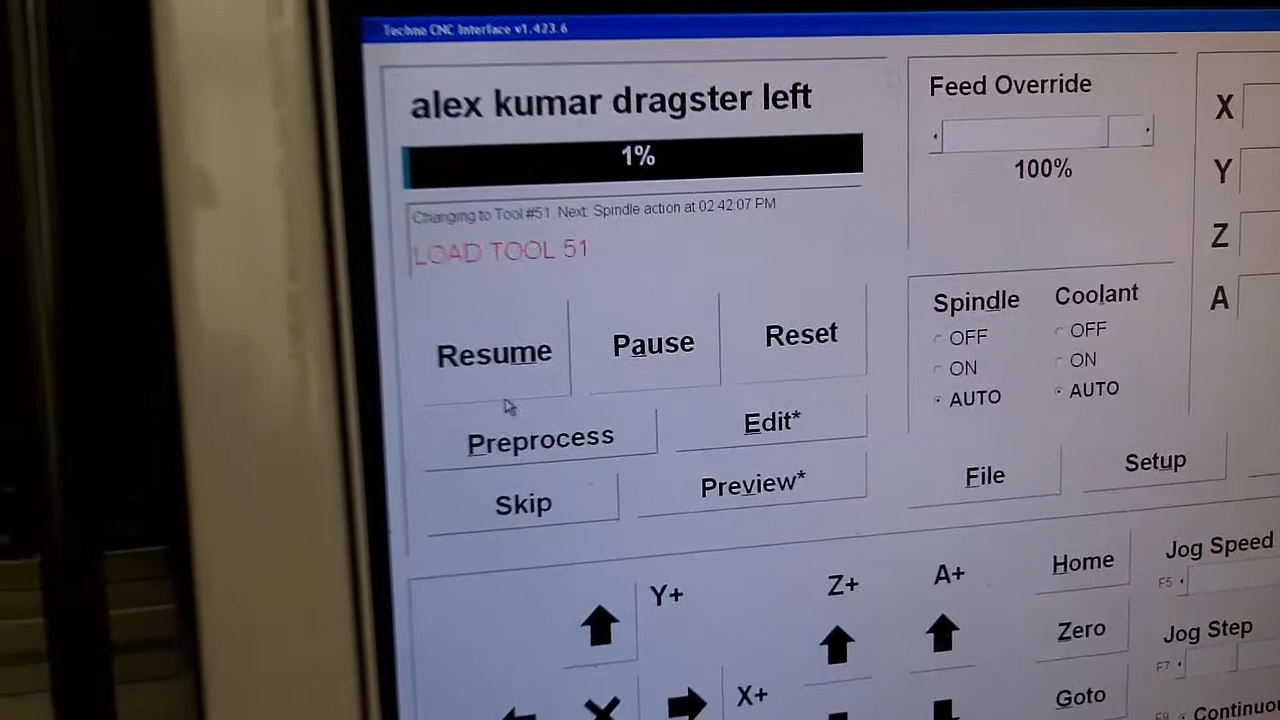 Techno CNC Interface v1.423.6
alex kumar dragster left
1%
Changing to Tool #51 Next: Spindle action at 02:42:07 PM
LOAD TOOL 51
Resume
Pause
Reset
Preprocess
Edit*
Skip
Preview*
Feed Override
100%
Spindle
OFF
ON
AUTO
Coolant
OFF
ON
AUTO
File
Setup
X
Y
Z
A
Y+
X+
Z+
A+
Home
Zero
Goto
Jog Speed
F5
Jog Step
F7